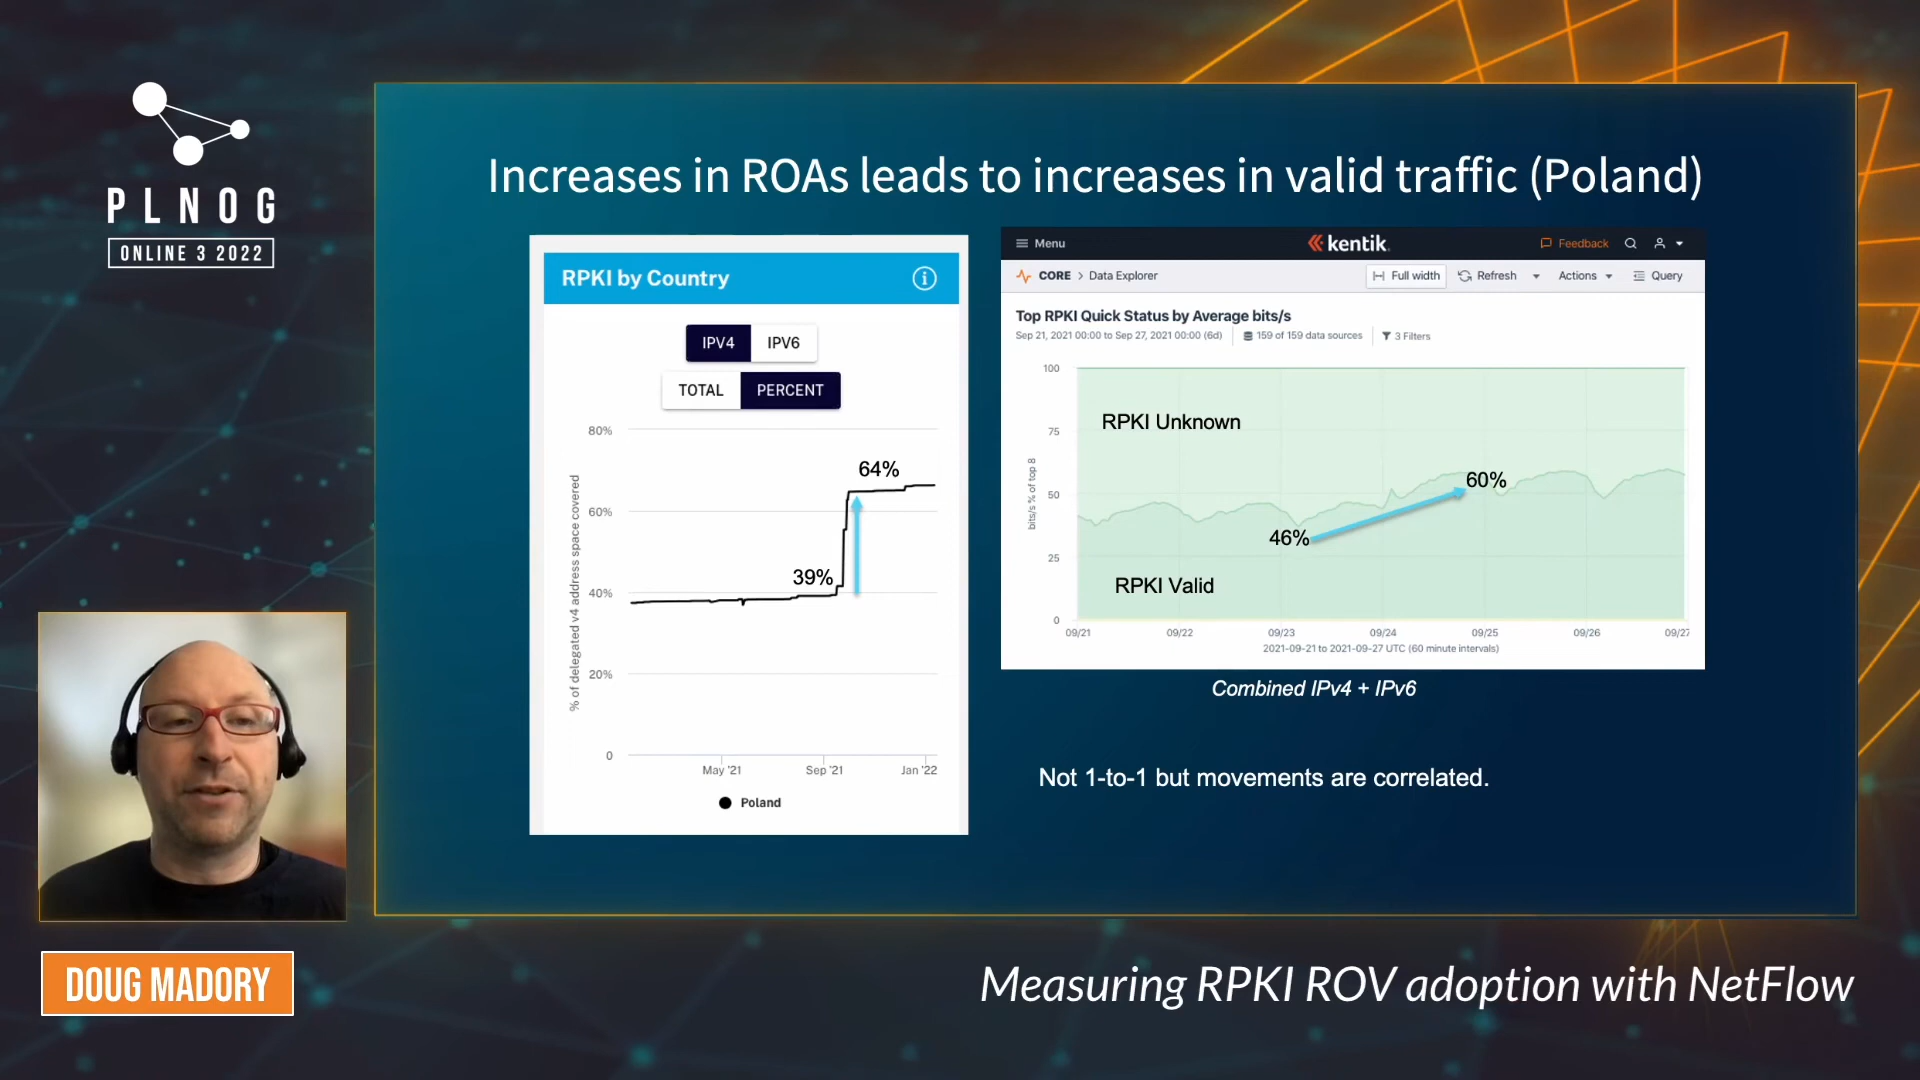 PLNOG
ONLINE 3 2022
Increases in ROAs leads to increases in valid traffic (Poland)
RPKI by Country
IPV4 IPV6
TOTAL PERCENT
% of delegated v4 address space covered
80%
60%
40%
20%
0
64%
39%
May '21 Sep '21 Jan '22
Poland
Menu kentik Feedback
CORE > Data Explorer Full width Refresh Actions Query
Top RPKI Quick Status by Average bits/s
Sep 21, 2021 00:00 to Sep 27, 2021 00:00 (6d) 159 of 159 data sources 3 Filters
bits/s % of top 8
100
75
50
25
0
RPKI Unknown
60%
46%
RPKI Valid
09/21 09/22 09/23 09/24 09/25 09/26 09/27
2021-09-21 to 2021-09-27 UTC (60 minute intervals)
Combined IPv4 + IPv6
Not 1-to-1 but movements are correlated.
DOUG MADORY
Measuring RPKI ROV adoption with NetFlow